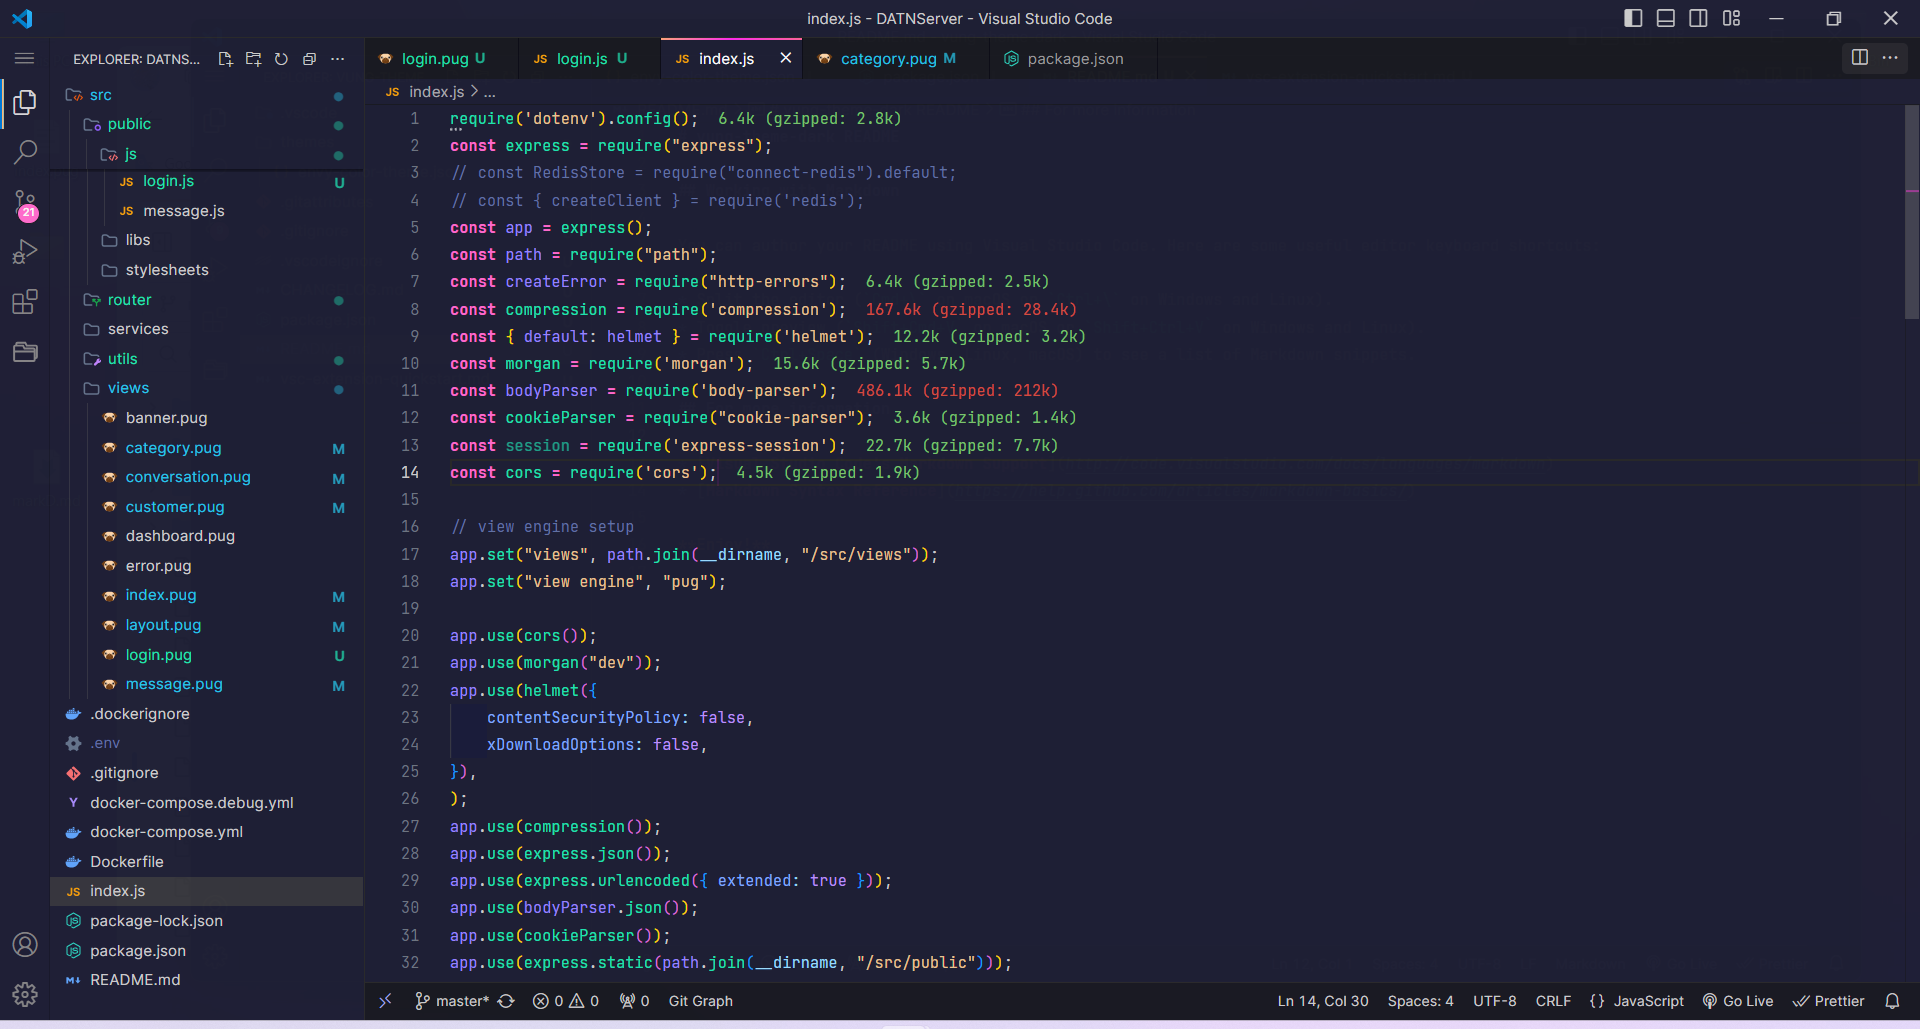 index.js - DATNServer - Visual Studio Code
EXPLORER: DATNS...
login.pug U
JS login.js U
JS index.js
category.pug M
package.json
JS index.js > ...
src
public
js
JS login.js U
JS message.js
libs
stylesheets
router
services
utils
views
banner.pug
category.pug M
conversation.pug M
customer.pug M
dashboard.pug
error.pug
index.pug M
layout.pug M
login.pug U
message.pug M
.dockerignore
.env
.gitignore
Y docker-compose.debug.yml
docker-compose.yml
Dockerfile
JS index.js
package-lock.json
package.json
README.md
21
1 require('dotenv').config(); 6.4k (gzipped: 2.8k)
2 const express = require("express");
3 // const RedisStore = require("connect-redis").default;
4 // const { createClient } = require('redis');
5 const app = express();
6 const path = require("path");
7 const createError = require("http-errors"); 6.4k (gzipped: 2.5k)
8 const compression = require('compression'); 167.6k (gzipped: 28.4k)
9 const { default: helmet } = require('helmet'); 12.2k (gzipped: 3.2k)
10 const morgan = require('morgan'); 15.6k (gzipped: 5.7k)
11 const bodyParser = require('body-parser'); 486.1k (gzipped: 212k)
12 const cookieParser = require("cookie-parser"); 3.6k (gzipped: 1.4k)
13 const session = require('express-session'); 22.7k (gzipped: 7.7k)
14 const cors = require('cors'); 4.5k (gzipped: 1.9k)
15
16 // view engine setup
17 app.set("views", path.join(__dirname, "/src/views"));
18 app.set("view engine", "pug");
19
20 app.use(cors());
21 app.use(morgan("dev"));
22 app.use(helmet({
23 contentSecurityPolicy: false,
24 xDownloadOptions: false,
25 }),
26 );
27 app.use(compression());
28 app.use(express.json());
29 app.use(express.urlencoded({ extended: true }));
30 app.use(bodyParser.json());
31 app.use(cookieParser());
32 app.use(express.static(path.join(__dirname, "/src/public")));
master* 0 0 0 Git Graph
Ln 14, Col 30 Spaces: 4 UTF-8 CRLF {} JavaScript Go Live Prettier